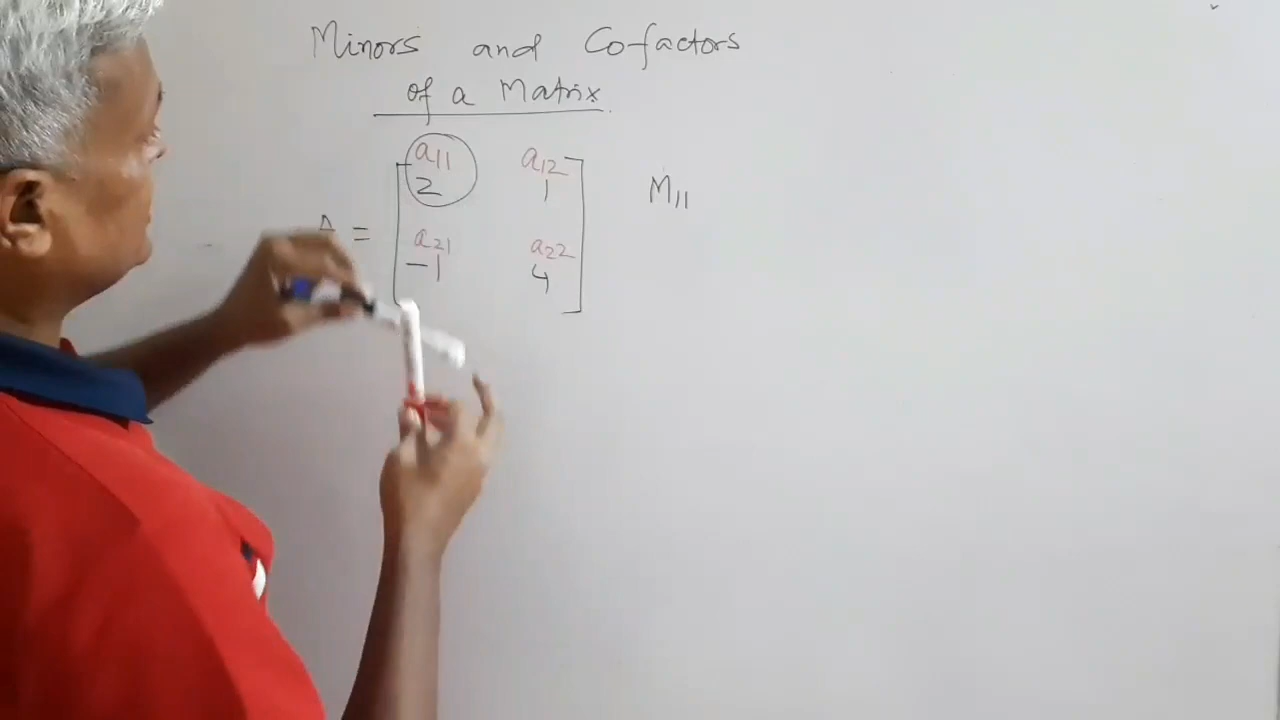 Minors and Cofactors
of a Matrix
a11 a12
2 1 M11
A =
a21 a22
-1 4